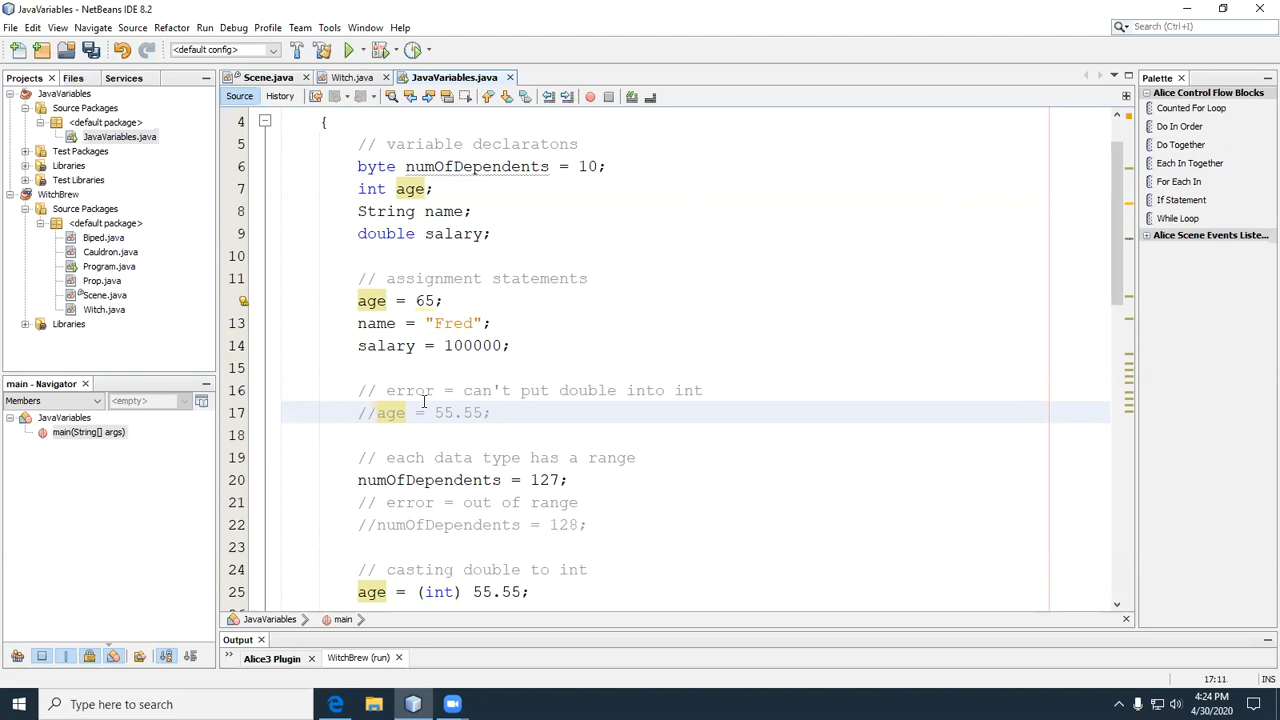 JavaVariables - NetBeans IDE 8.2
File Edit View Navigate Source Refactor Run Debug Profile Team Tools Window Help
Search (Ctrl+I)
<default config>
Projects Files Services
Scene.java Witch.java JavaVariables.java
Palette
Source History
JavaVariables
Source Packages
<default package>
JavaVariables.java
Test Packages
Libraries
Test Libraries
WitchBrew
Source Packages
<default package>
Biped.java
Cauldron.java
Program.java
Prop.java
Scene.java
Witch.java
Libraries
main - Navigator
Members <empty>
JavaVariables
main(String[] args)
4 {
5 // variable declaratons
6 byte numOfDependents = 10;
7 int age;
8 String name;
9 double salary;
10
11 // assignment statements
age = 65;
13 name = "Fred";
14 salary = 100000;
15
16 // error = can't put double into int
17 //age = 55.55;
18
19 // each data type has a range
20 numOfDependents = 127;
21 // error = out of range
22 //numOfDependents = 128;
23
24 // casting double to int
25 age = (int) 55.55;
Alice Control Flow Blocks
Counted For Loop
Do In Order
Do Together
Each In Together
For Each In
If Statement
While Loop
Alice Scene Events Liste...
JavaVariables main
Output
Alice3 Plugin WitchBrew (run)
17:11 INS
Type here to search
4:24 PM
4/30/2020